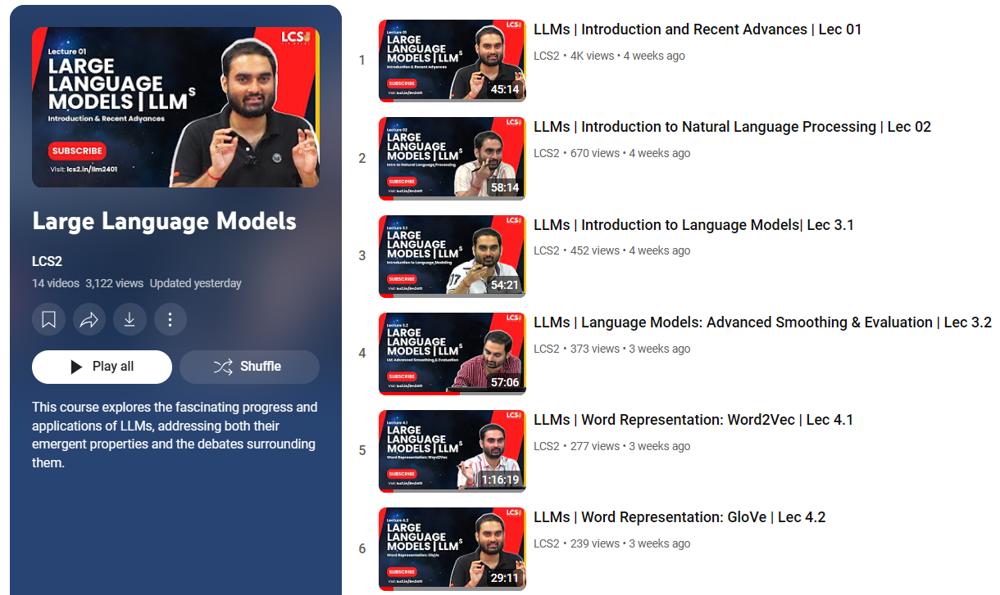 LCS2
Lecture 01
LARGE
LANGUAGE
MODELS | LLMs
Introduction & Recent Advances
SUBSCRIBE
Visit: lcs2.in/llm2401
Large Language Models
LCS2
14 videos 3,122 views Updated yesterday
Play all
Shuffle
This course explores the fascinating progress and
applications of LLMs, addressing both their
emergent properties and the debates surrounding
them.
1
LCS2
Lecture 01
LARGE
LANGUAGE
MODELS | LLMs
Introduction & Recent Advances
SUBSCRIBE
Visit: lcs2.in/llm2401
45:14
LLMs | Introduction and Recent Advances | Lec 01
LCS2 • 4K views • 4 weeks ago
2
LCS2
Lecture 02
LARGE
LANGUAGE
MODELS | LLMs
Intro to Natural Language Processing
SUBSCRIBE
Visit: lcs2.in/llm2401
58:14
LLMs | Introduction to Natural Language Processing | Lec 02
LCS2 • 670 views • 4 weeks ago
3
LCS2
Lecture 3.1
LARGE
LANGUAGE
MODELS | LLMs
Introduction to Language Modeling
SUBSCRIBE
Visit: lcs2.in/llm2401
54:21
LLMs | Introduction to Language Models| Lec 3.1
LCS2 • 452 views • 4 weeks ago
4
LCS2
Lecture 3.2
LARGE
LANGUAGE
MODELS | LLMs
LM: Advanced Smoothing & Evaluation
SUBSCRIBE
Visit: lcs2.in/llm2401
57:06
LLMs | Language Models: Advanced Smoothing & Evaluation | Lec 3.2
LCS2 • 373 views • 3 weeks ago
5
LCS2
Lecture 4.1
LARGE
LANGUAGE
MODELS | LLMs
Word Representation: Word2Vec
SUBSCRIBE
Visit: lcs2.in/llm2401
1:16:19
LLMs | Word Representation: Word2Vec | Lec 4.1
LCS2 • 277 views • 3 weeks ago
6
LCS2
Lecture 4.2
LARGE
LANGUAGE
MODELS | LLMs
Word Representation: GloVe
SUBSCRIBE
Visit: lcs2.in/llm2401
29:11
LLMs | Word Representation: GloVe | Lec 4.2
LCS2 • 239 views • 3 weeks ago